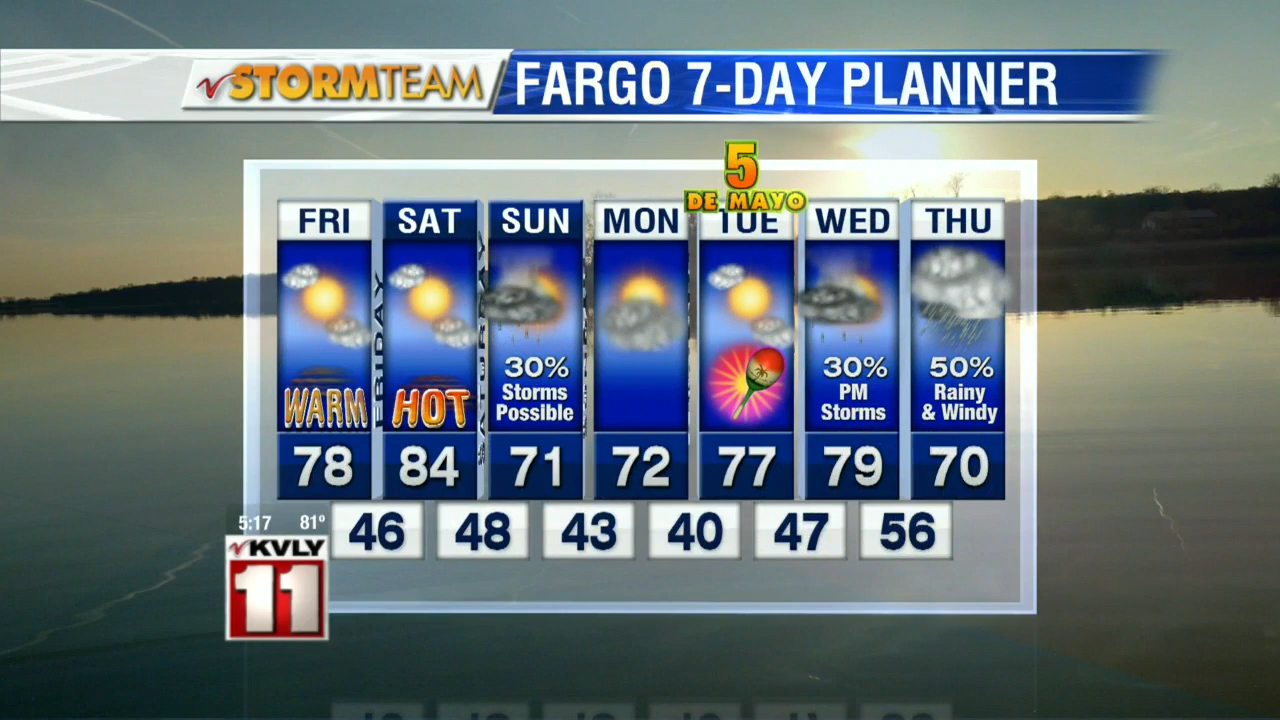 STORMTEAM FARGO 7-DAY PLANNER
5
DE MAYO
FRI SAT SUN MON TUE WED THU
FRIDAY
SATURDAY
30% 30% 50%
Storms PM Rainy
Possible Storms & Windy
WARM HOT
78 84 71 72 77 79 70
46 48 43 40 47 56
5:17 81°
KVLY
11